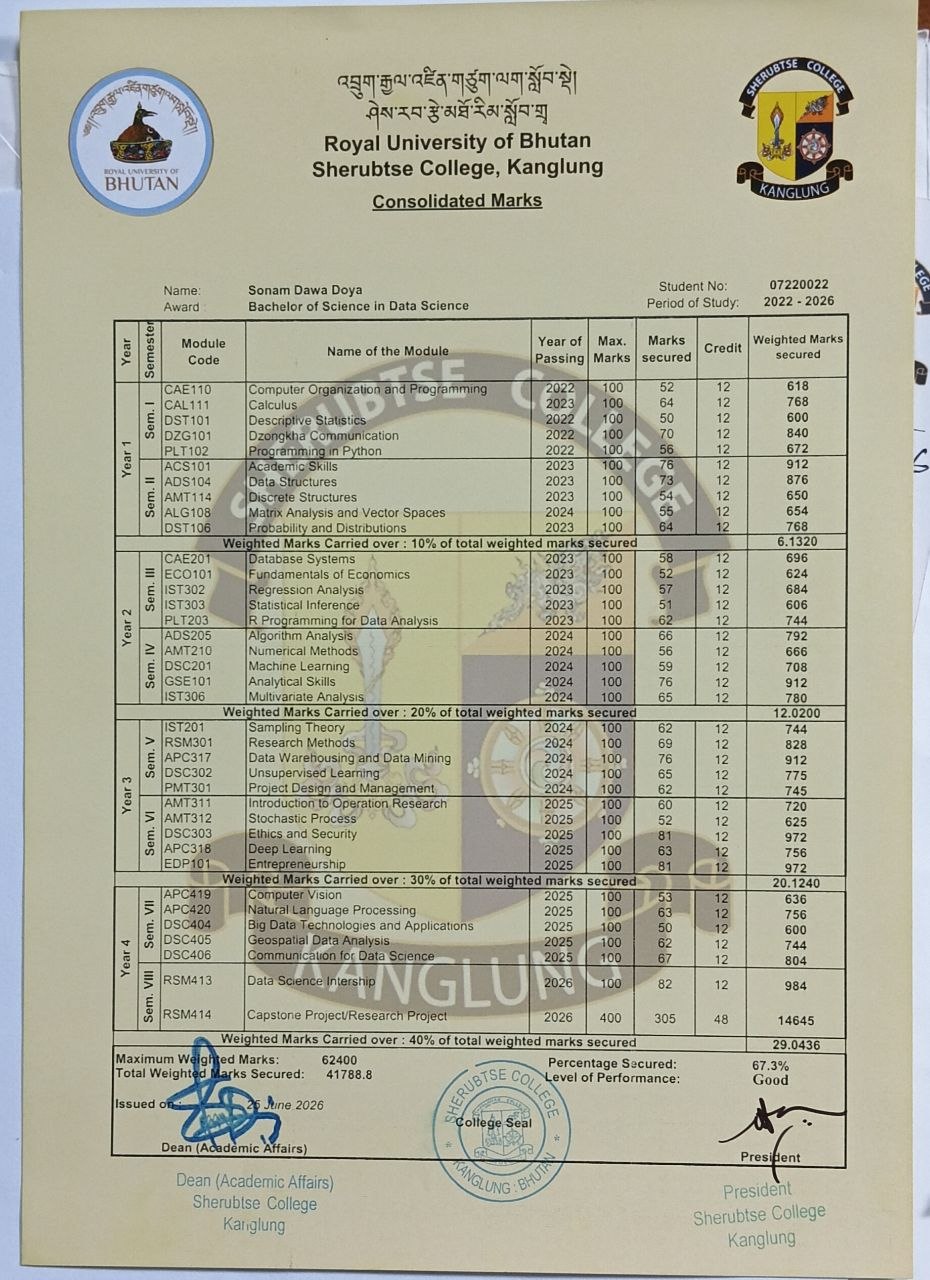 འབྲུག་རྒྱལ་འཛིན་གཙུག་ལག་སློབ་སྡེ།
ཤེས་རབ་རྩེ་མཐོ་རིམ་སློབ་གྲྭ
Royal University of Bhutan
Sherubtse College, Kanglung
Consolidated Marks
ROYAL UNIVERSITY OF
BHUTAN
SHERUBTSE COLLEGE
KANGLUNG
Name: Sonam Dawa Doya Student No: 07220022
Award : Bachelor of Science in Data Science Period of Study: 2022 - 2026
Year Semester Module Code Name of the Module Year of Passing Max. Marks Marks secured Credit Weighted Marks secured
Year 1
Sem. I
CAE110 Computer Organization and Programming 2022 100 52 12 618
CAL111 Calculus 2023 100 64 12 768
DST101 Descriptive Statistics 2022 100 50 12 600
DZG101 Dzongkha Communication 2022 100 70 12 840
PLT102 Programming in Python 2022 100 56 12 672
Sem. II
ACS101 Academic Skills 2023 100 76 12 912
ADS104 Data Structures 2023 100 73 12 876
AMT114 Discrete Structures 2023 100 54 12 650
ALG108 Matrix Analysis and Vector Spaces 2024 100 55 12 654
DST106 Probability and Distributions 2023 100 64 12 768
Weighted Marks Carried over : 10% of total weighted marks secured 6.1320
Year 2
Sem. III
CAE201 Database Systems 2023 100 58 12 696
ECO101 Fundamentals of Economics 2023 100 52 12 624
IST302 Regression Analysis 2023 100 57 12 684
IST303 Statistical Inference 2023 100 51 12 606
PLT203 R Programming for Data Analysis 2023 100 62 12 744
Sem. IV
ADS205 Algorithm Analysis 2024 100 66 12 792
AMT210 Numerical Methods 2024 100 56 12 666
DSC201 Machine Learning 2024 100 59 12 708
GSE101 Analytical Skills 2024 100 76 12 912
IST306 Multivariate Analysis 2024 100 65 12 780
Weighted Marks Carried over : 20% of total weighted marks secured 12.0200
Year 3
Sem. V
IST201 Sampling Theory 2024 100 62 12 744
RSM301 Research Methods 2024 100 69 12 828
APC317 Data Warehousing and Data Mining 2024 100 76 12 912
DSC302 Unsupervised Learning 2024 100 65 12 775
PMT301 Project Design and Management 2024 100 62 12 745
Sem. VI
AMT311 Introduction to Operation Research 2025 100 60 12 720
AMT312 Stochastic Process 2025 100 52 12 625
DSC303 Ethics and Security 2025 100 81 12 972
APC318 Deep Learning 2025 100 63 12 756
EDP101 Entrepreneurship 2025 100 81 12 972
Weighted Marks Carried over : 30% of total weighted marks secured 20.1240
Year 4
Sem. VII
APC419 Computer Vision 2025 100 53 12 636
APC420 Natural Language Processing 2025 100 63 12 756
DSC404 Big Data Technologies and Applications 2025 100 50 12 600
DSC405 Geospatial Data Analysis 2025 100 62 12 744
DSC406 Communication for Data Science 2025 100 67 12 804
Sem. VIII
RSM413 Data Science Intership 2026 100 82 12 984
RSM414 Capstone Project/Research Project 2026 400 305 48 14645
Weighted Marks Carried over : 40% of total weighted marks secured 29.0436
Maximum Weighted Marks: 62400 Percentage Secured: 67.3%
Total Weighted Marks Secured: 41788.8 Level of Performance: Good
Issued on : 25 June 2026
College Seal
SHERUBTSE COLLEGE
KANGLUNG : BHUTAN
Dean (Academic Affairs) President
Dean (Academic Affairs)
Sherubtse College
Kanglung
President
Sherubtse College
Kanglung
SHERUBTSE COLLEGE
KANGLUNG